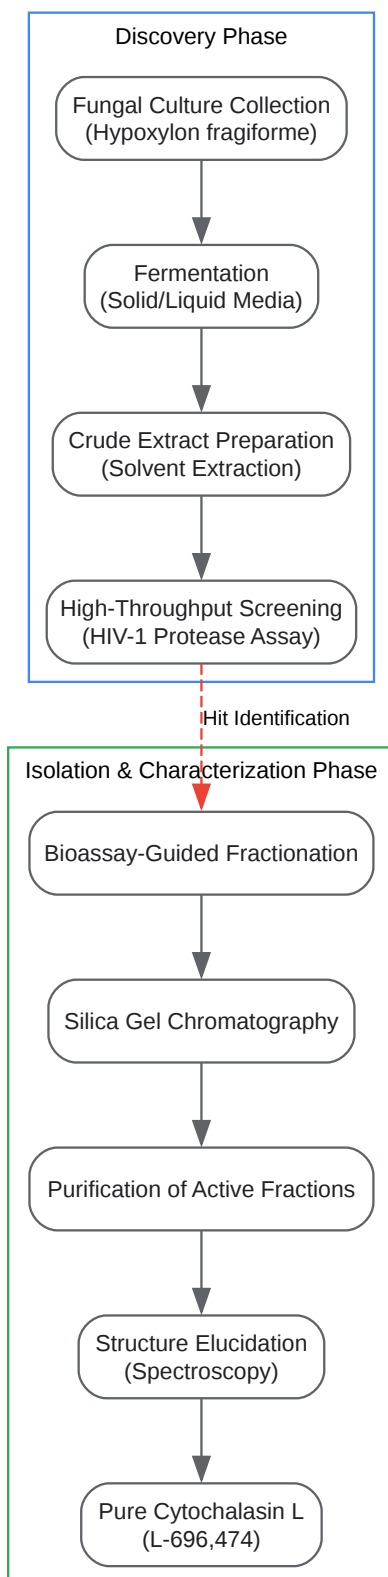 Discovery Phase
Fungal Culture Collection
(Hypoxylon fragiforme)
Fermentation
(Solid/Liquid Media)
Crude Extract Preparation
(Solvent Extraction)
High-Throughput Screening
(HIV-1 Protease Assay)
Hit Identification
Isolation & Characterization Phase
Bioassay-Guided Fractionation
Silica Gel Chromatography
Purification of Active Fractions
Structure Elucidation
(Spectroscopy)
Pure Cytochalasin L
(L-696,474)